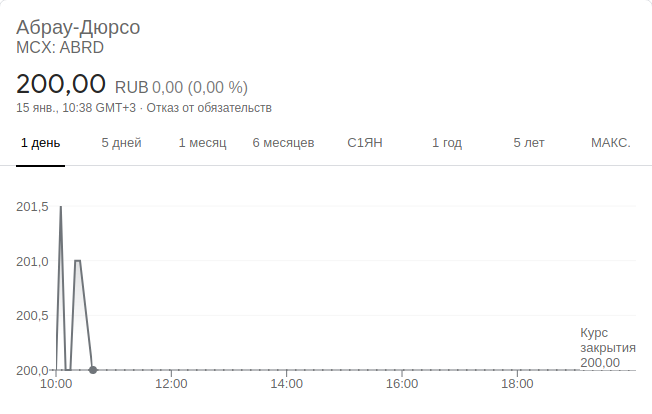 Абрау-Дюрсо
MCX: ABRD
200,00 RUB 0,00 (0,00 %)
15 янв., 10:38 GMT+3 · Отказ от обязательств
1 день 5 дней 1 месяц 6 месяцев С1ЯН 1 год 5 лет МАКС.
201,5
201,0
200,5
Курс
закрытия
200,00
200,0
10:00 12:00 14:00 16:00 18:00